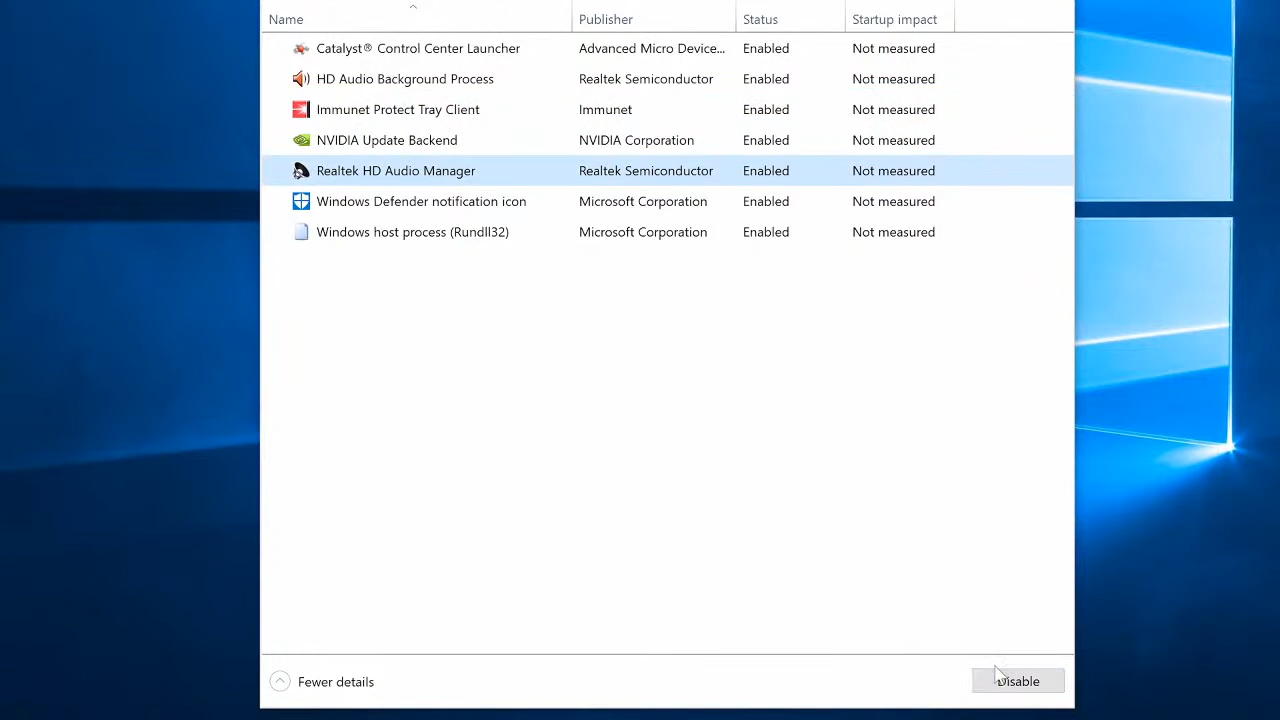 Name Publisher Status Startup impact
Catalyst® Control Center Launcher Advanced Micro Device... Enabled Not measured
HD Audio Background Process Realtek Semiconductor Enabled Not measured
Immunet Protect Tray Client Immunet Enabled Not measured
NVIDIA Update Backend NVIDIA Corporation Enabled Not measured
Realtek HD Audio Manager Realtek Semiconductor Enabled Not measured
Windows Defender notification icon Microsoft Corporation Enabled Not measured
Windows host process (Rundll32) Microsoft Corporation Enabled Not measured
Fewer details Disable